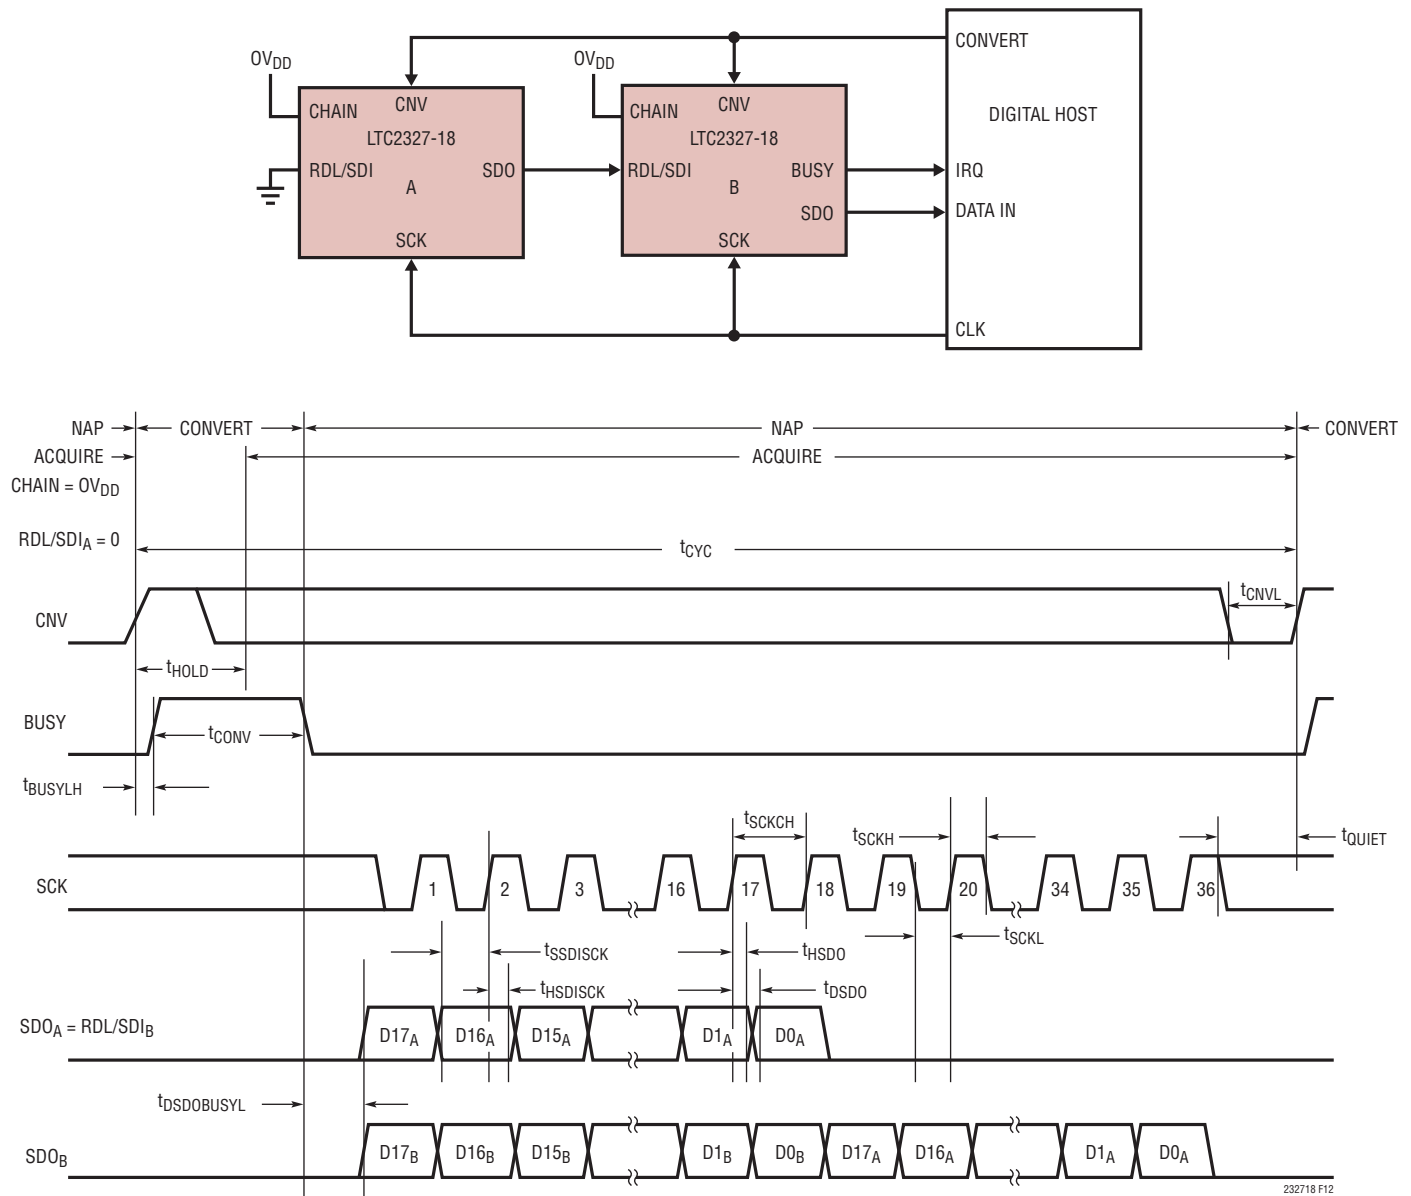 CONVERT
OVDD
OVDD
CHAIN
CNV
LTC2327-18
RDL/SDI
SDO
A
SCK
CHAIN
CNV
LTC2327-18
RDL/SDI
BUSY
B
SDO
SCK
DIGITAL HOST
IRQ
DATA IN
CLK
NAP CONVERT NAP CONVERT
ACQUIRE ACQUIRE
CHAIN = OVDD
RDL/SDIA = 0
tCYC
tCNVL
CNV
tHOLD
BUSY
tCONV
tBUSYLH
tSCKCH
tSCKH
tQUIET
SCK 1 2 3 16 17 18 19 20 34 35 36
tSSDISCK tHSDO tSCKL
tHSDISCK tDSDO
SDOA = RDL/SDIB D17A D16A D15A D1A D0A
tDSDOBUSYL
SDOB D17B D16B D15B D1B D0B D17A D16A D1A D0A
232718 F12